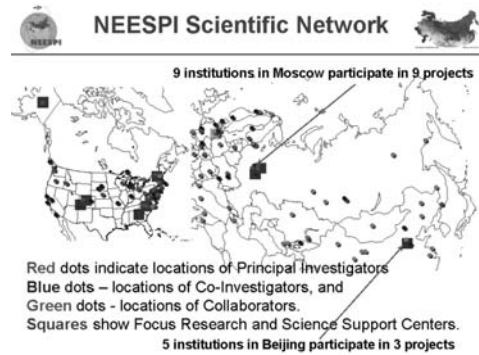 NEESPI
NEESPI Scientific Network
9 institutions in Moscow participate in 9 projects
Red dots indicate locations of Principal Investigators
Blue dots – locations of Co-Investigators, and
Green dots - locations of Collaborators.
Squares show Focus Research and Science Support Centers.
5 institutions in Beijing participate in 3 projects